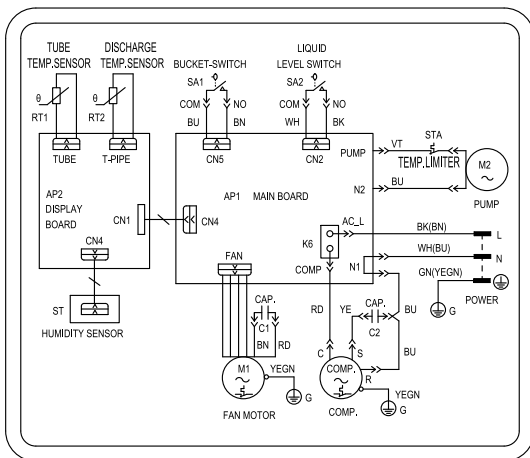 TUBE
TEMP.SENSOR
DISCHARGE
TEMP.SENSOR
BUCKET-SWITCH
LIQUID
LEVEL SWITCH
θ
RT1
θ
RT2
SA1
COM
NO
BU
BN
SA2
COM
NO
WH
BK
TUBE
T-PIPE
CN5
CN2
PUMP
VT
STA
TEMP.LIMITER
M2
PUMP
N2
BU
AP2
DISPLAY
BOARD
AP1 MAIN BOARD
CN1
CN4
AC_L
BK(BN)
L
K6
WH(BU)
N
CN4
FAN
COMP
N1
GN(YEGN)
G
POWER
ST
HUMIDITY SENSOR
CAP.
C1
BN
RD
RD
YE
CAP.
C2
BU
BU
C
S
R
M1
YEGN
G
FAN MOTOR
COMP.
YEGN
G
COMP.